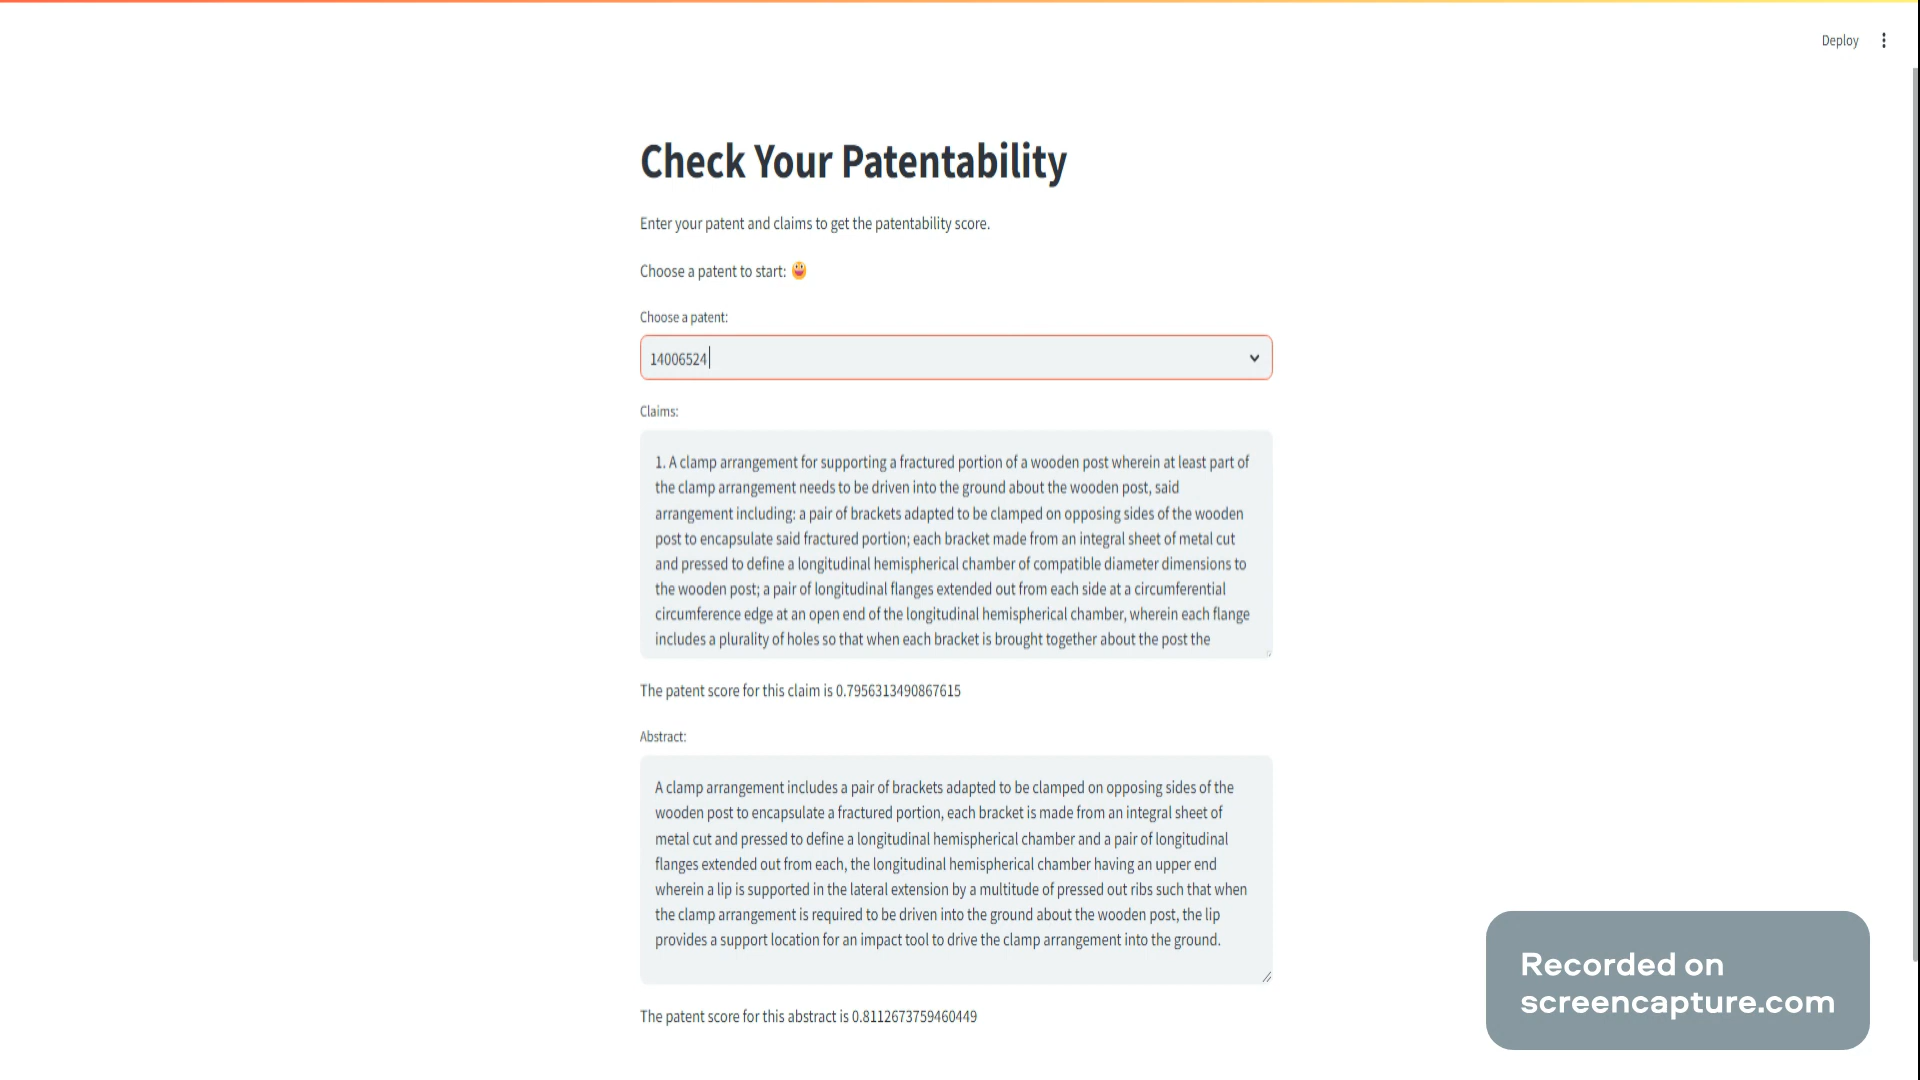 Deploy
Check Your Patentability
Enter your patent and claims to get the patentability score.
Choose a patent to start: 😀
Choose a patent:
14006524
Claims:
1. A clamp arrangement for supporting a fractured portion of a wooden post wherein at least part of
the clamp arrangement needs to be driven into the ground about the wooden post, said
arrangement including: a pair of brackets adapted to be clamped on opposing sides of the wooden
post to encapsulate said fractured portion; each bracket made from an integral sheet of metal cut
and pressed to define a longitudinal hemispherical chamber of compatible diameter dimensions to
the wooden post; a pair of longitudinal flanges extended out from each side at a circumferential
circumference edge at an open end of the longitudinal hemispherical chamber, wherein each flange
includes a plurality of holes so that when each bracket is brought together about the post the
The patent score for this claim is 0.7956313490867615
Abstract:
A clamp arrangement includes a pair of brackets adapted to be clamped on opposing sides of the
wooden post to encapsulate a fractured portion, each bracket is made from an integral sheet of
metal cut and pressed to define a longitudinal hemispherical chamber and a pair of longitudinal
flanges extended out from each, the longitudinal hemispherical chamber having an upper end
wherein a lip is supported in the lateral extension by a multitude of pressed out ribs such that when
the clamp arrangement is required to be driven into the ground about the wooden post, the lip
provides a support location for an impact tool to drive the clamp arrangement into the ground.
The patent score for this abstract is 0.8112673759460449
Recorded on
screencapture.com